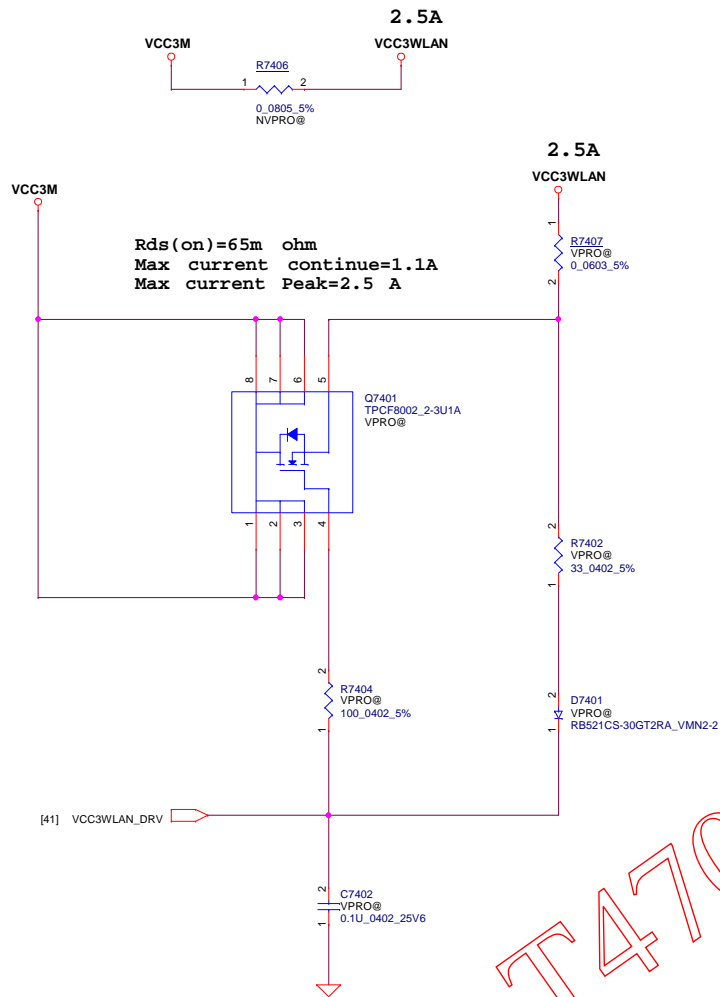 2.5A
VCC3M
VCC3WLAN
R7406
1
2
0_0805_5%
NVPRO@
2.5A
VCC3WLAN
VCC3M
1
R7407
VPRO@
0_0603_5%
2
Rds(on)=65m ohm
Max current continue=1.1A
Max current Peak=2.5 A
8
7
6
5
Q7401
TPCF8002_2-3U1A
VPRO@
1
2
3
4
2
R7402
VPRO@
33_0402_5%
1
2
R7404
VPRO@
100_0402_5%
1
2
D7401
VPRO@
RB521CS-30GT2RA_VMN2-2
1
[41] VCC3WLAN_DRV
2
C7402
VPRO@
0.1U_0402_25V6
1
T470